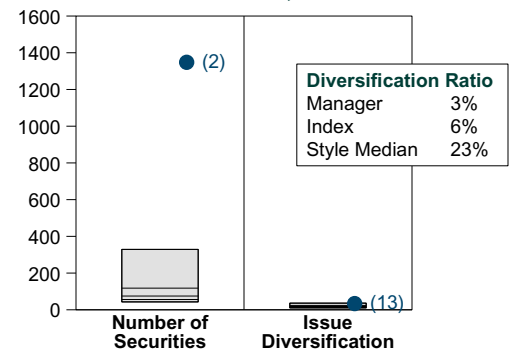 1600
1400
1200
1000
800
600
400
200
0
(2)
(13)
Diversification Ratio
Manager 3%
Index 6%
Style Median 23%
Number of
Securities
Issue
Diversification